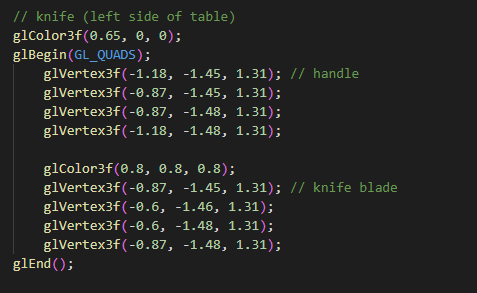 // knife (left side of table)
glColor3f(0.65, 0, 0);
glBegin(GL_QUADS);
    glVertex3f(-1.18, -1.45, 1.31); // handle
    glVertex3f(-0.87, -1.45, 1.31);
    glVertex3f(-0.87, -1.48, 1.31);
    glVertex3f(-1.18, -1.48, 1.31);

    glColor3f(0.8, 0.8, 0.8);
    glVertex3f(-0.87, -1.45, 1.31); // knife blade
    glVertex3f(-0.6, -1.46, 1.31);
    glVertex3f(-0.6, -1.48, 1.31);
    glVertex3f(-0.87, -1.48, 1.31);
glEnd();